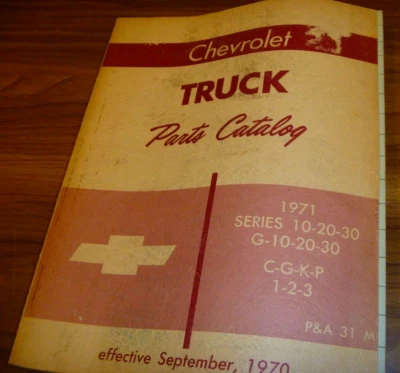 Chevrolet
TRUCK
Parts Catalog
1971
SERIES 10-20-30
G-10-20-30
C-G-K-P
1-2-3
P&A 31 M
effective September, 1970